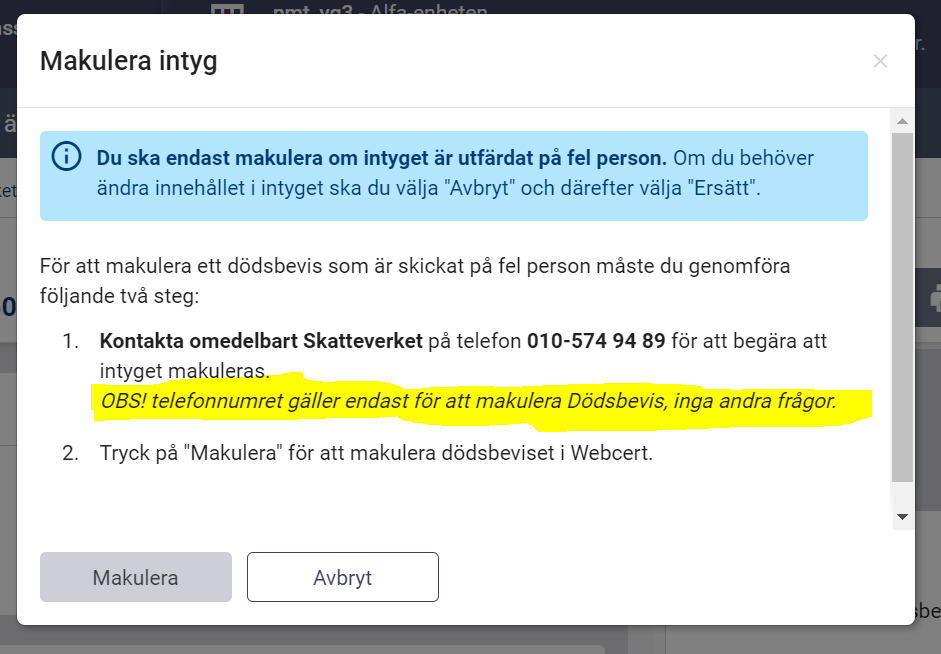 nmt_vg3 - Alfa-enheten
Makulera intyg
Du ska endast makulera om intyget är utfärdat på fel person. Om du behöver
ändra innehållet i intyget ska du välja "Avbryt" och därefter välja "Ersätt".
För att makulera ett dödsbevis som är skickat på fel person måste du genomföra
följande två steg:
1. Kontakta omedelbart Skatteverket på telefon 010-574 94 89 för att begära att
intyget makuleras.
OBS! telefonnumret gäller endast för att makulera Dödsbevis, inga andra frågor.
2. Tryck på "Makulera" för att makulera dödsbeviset i Webcert.
Makulera Avbryt